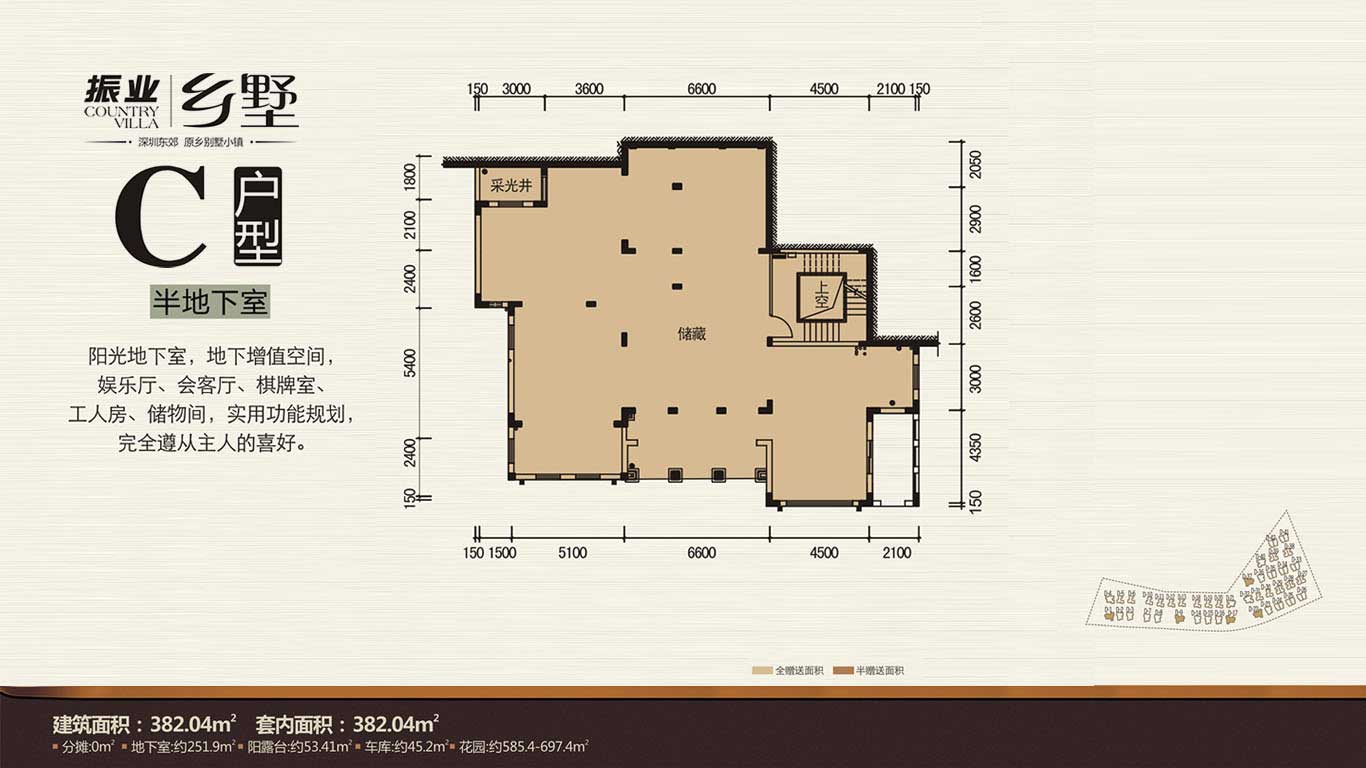 振业 乡墅
COUNTRY
VILLA
深圳东郊 原乡别墅小镇
C 户型
半地下室
阳光地下室，地下增值空间，
娱乐厅、会客厅、棋牌室、
工人房、储物间，实用功能规划，
完全遵从主人的喜好。
150 3000 3600 6600 4500 2100 150
1800
2100
2400
5400
2400
150
采光井
上空
储藏
2050
2900
1600
2600
3000
4350
150
150 1500 5100 6600 4500 2100
全赠送面积 半赠送面积
建筑面积：382.04㎡ 套内面积：382.04㎡
分摊:0㎡ 地下室:约251.9㎡ 阳露台:约53.41㎡ 车库:约45.2㎡ 花园:约585.4-697.4㎡